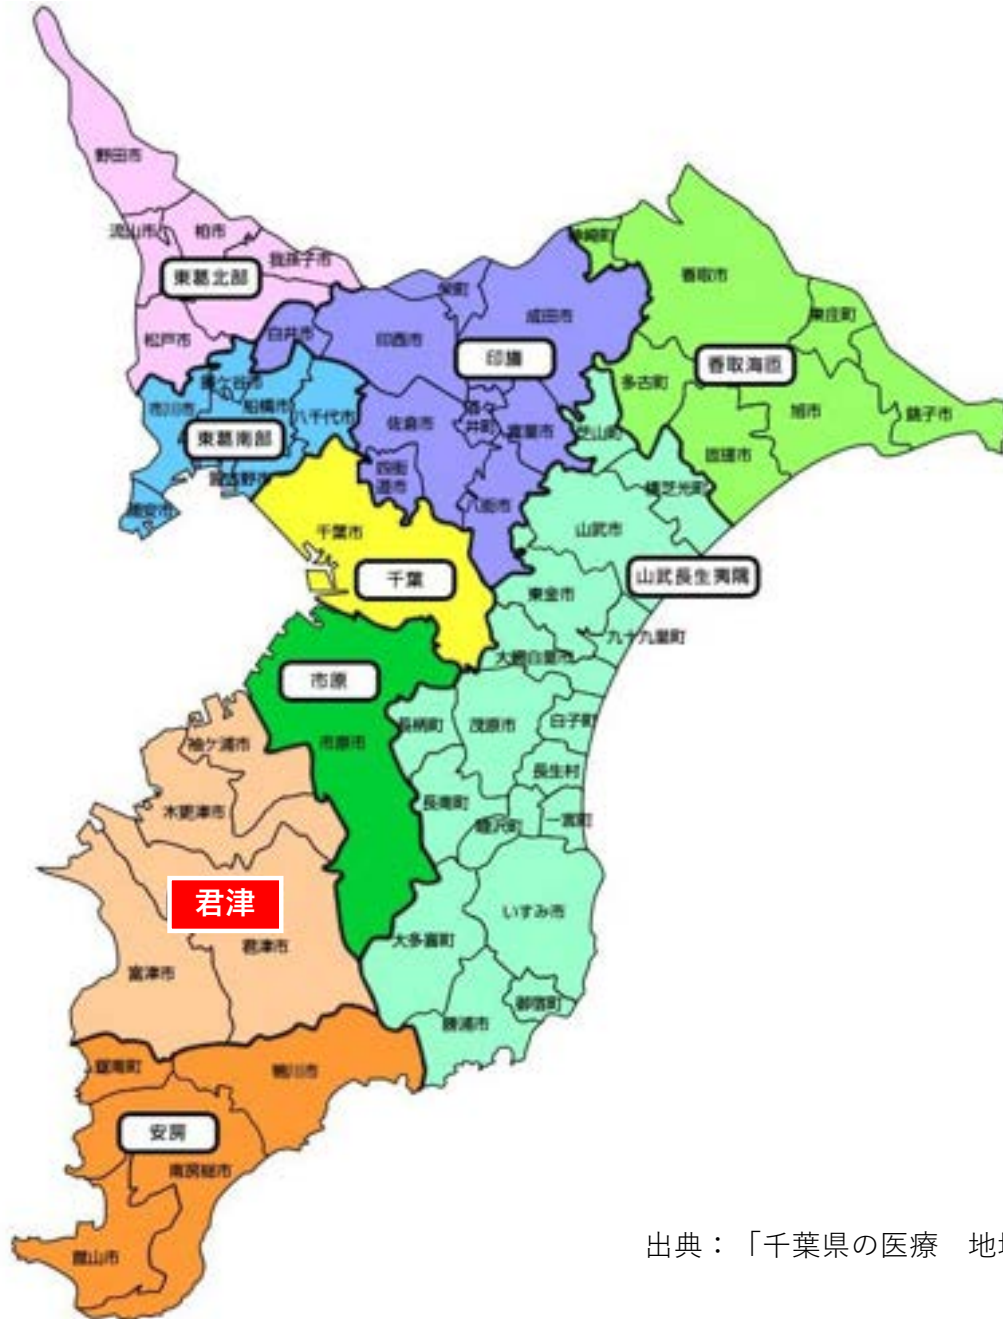 野田市
流山市
柏市
我孫子市
東葛北部
松戸市
神崎町
香取市
栄町
成田市
東庄町
白井市
印西市
印旛
香取海匝
多古町
旭市
銚子市
鎌ケ谷市
市川市
船橋市
八千代市
酒々
井町
佐倉市
富里市
芝山町
東葛南部
習志野市
四街
道市
匝瑳市
横芝光町
浦安市
八街市
千葉市
山武市
千葉
山武長生夷隅
東金市
九十九里町
大網白里市
市原
市原市
長柄町
茂原市
白子町
袖ケ浦市
長生村
木更津市
長南町
睦沢町
一宮町
君津
いすみ市
君津市
大多喜町
富津市
御宿町
勝浦市
鋸南町
鴨川市
安房
南房総市
館山市
出典：「千葉県の医療　地